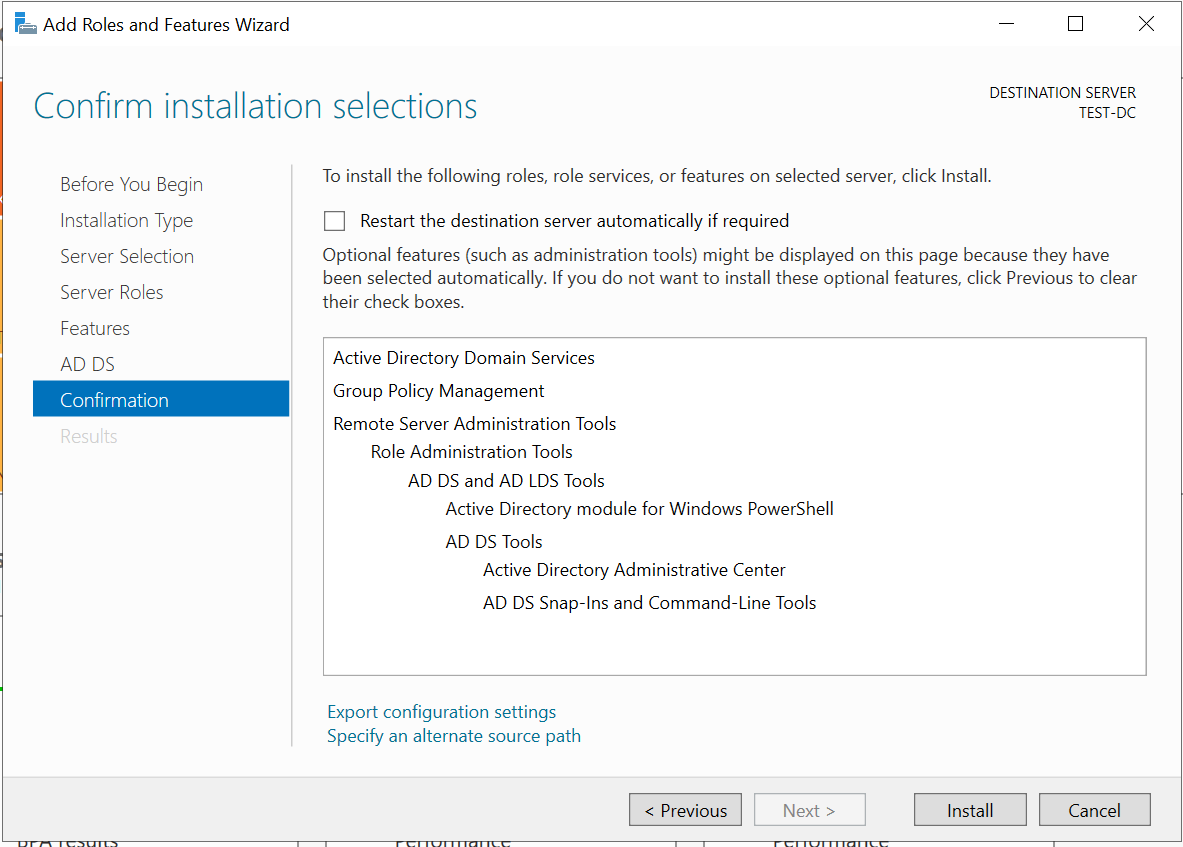 Add Roles and Features Wizard
Confirm installation selections
DESTINATION SERVER
TEST-DC
Before You Begin
Installation Type
Server Selection
Server Roles
Features
AD DS
Confirmation
Results
To install the following roles, role services, or features on selected server, click Install.
Restart the destination server automatically if required
Optional features (such as administration tools) might be displayed on this page because they have
been selected automatically. If you do not want to install these optional features, click Previous to clear
their check boxes.
Active Directory Domain Services
Group Policy Management
Remote Server Administration Tools
Role Administration Tools
AD DS and AD LDS Tools
Active Directory module for Windows PowerShell
AD DS Tools
Active Directory Administrative Center
AD DS Snap-Ins and Command-Line Tools
Export configuration settings
Specify an alternate source path
< Previous
Next >
Install
Cancel
BPA results
Performance
Performance